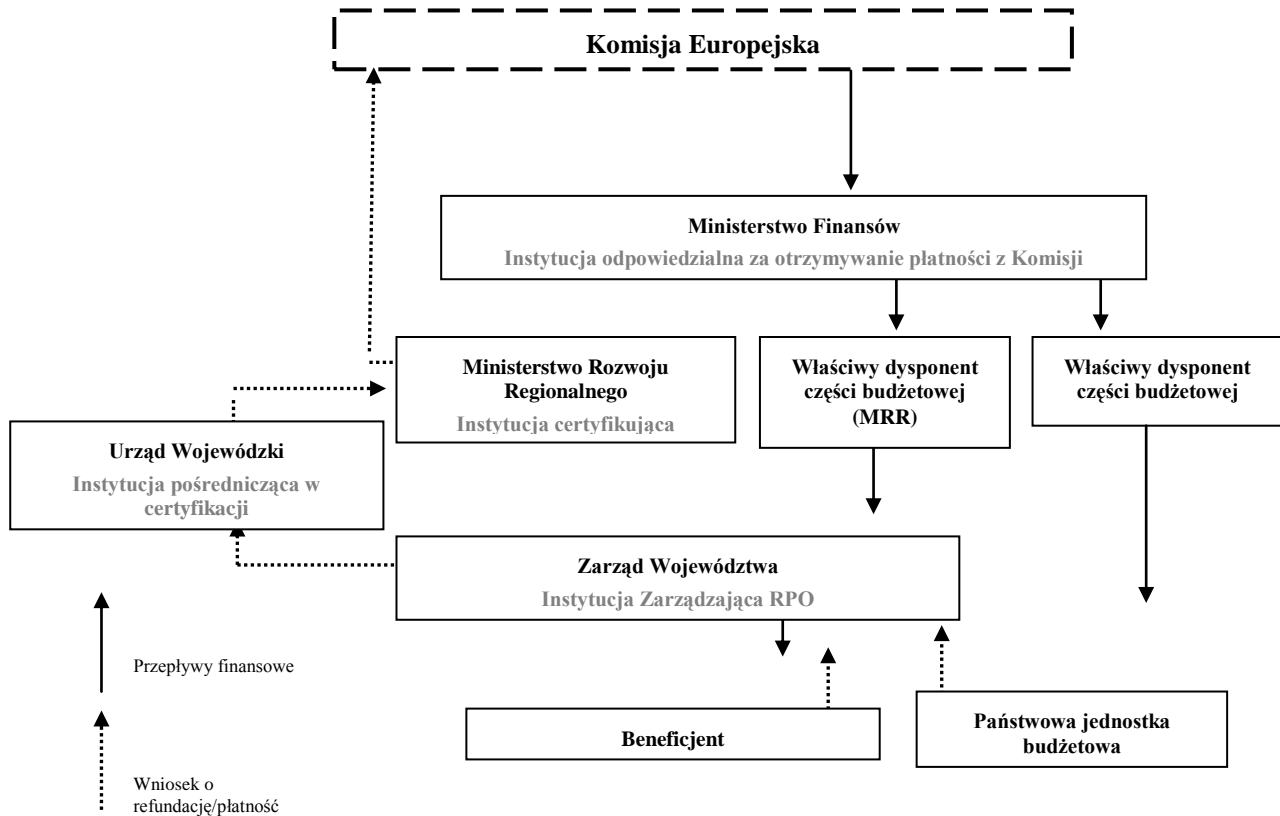 Komisja Europejska
Ministerstwo Finansów
Instytucja odpowiedzialna za otrzymywanie płatności z Komisji
Ministerstwo Rozwoju
Regionalnego
Instytucja certyfikująca
Właściwy dysponent
części budżetowej
(MRR)
Właściwy dysponent
części budżetowej
Urząd Wojewódzki
Instytucja pośrednicząca w
certyfikacji
Zarząd Województwa
Instytucja Zarządzająca RPO
Przepływy finansowe
Beneficjent
Państwowa jednostka
budżetowa
Wniosek o
refundację/płatność